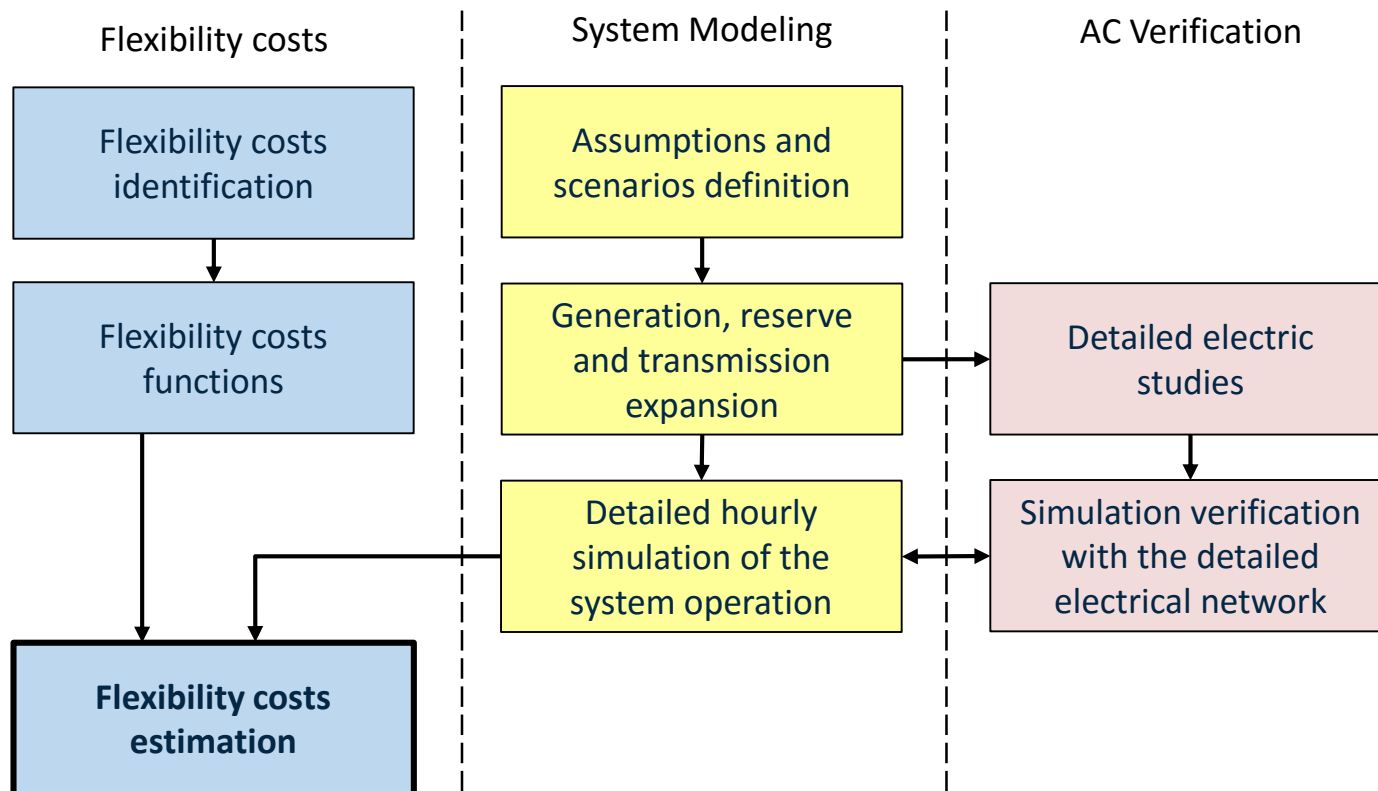 Flexibility costs
System Modeling
AC Verification
Flexibility costs
identification
Assumptions and
scenarios definition
Flexibility costs
functions
Generation, reserve
and transmission
expansion
Detailed electric
studies
Detailed hourly
simulation of the
system operation
Simulation verification
with the detailed
electrical network
Flexibility costs
estimation